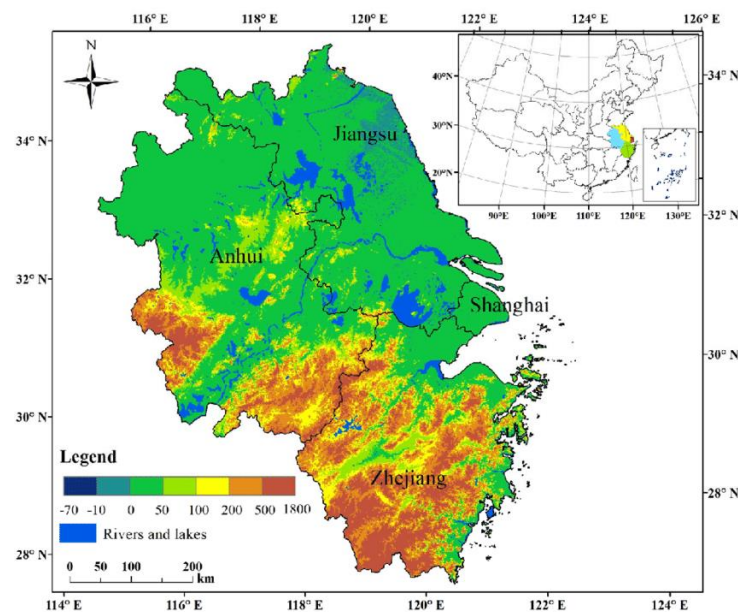 116° E 118° E 120° E 122° E 124° E 126° E
N
34° N
32° N
30° N
28° N
34° N
32° N
30° N
28° N
40°N
30°N
20°N
90°E 100°E 110°E 120°E 130°E
Jiangsu
Anhui
Shanghai
Zhejiang
Legend
-70 -10 0 50 100 200 500 1800
Rivers and lakes
0 50 100 200
km
114° E 116° E 118° E 120° E 122° E 124° E